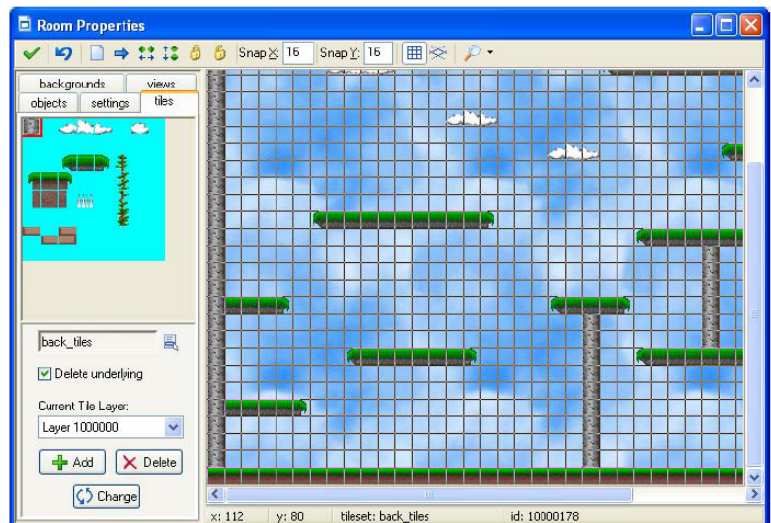 Room Properties
Snap X: 16 Snap Y: 16
backgrounds views
objects settings tiles
back_tiles
Delete underlying
Current Tile Layer:
Layer 1000000
Add Delete
Change
x: 112 y: 80 tileset: back_tiles id: 10000178